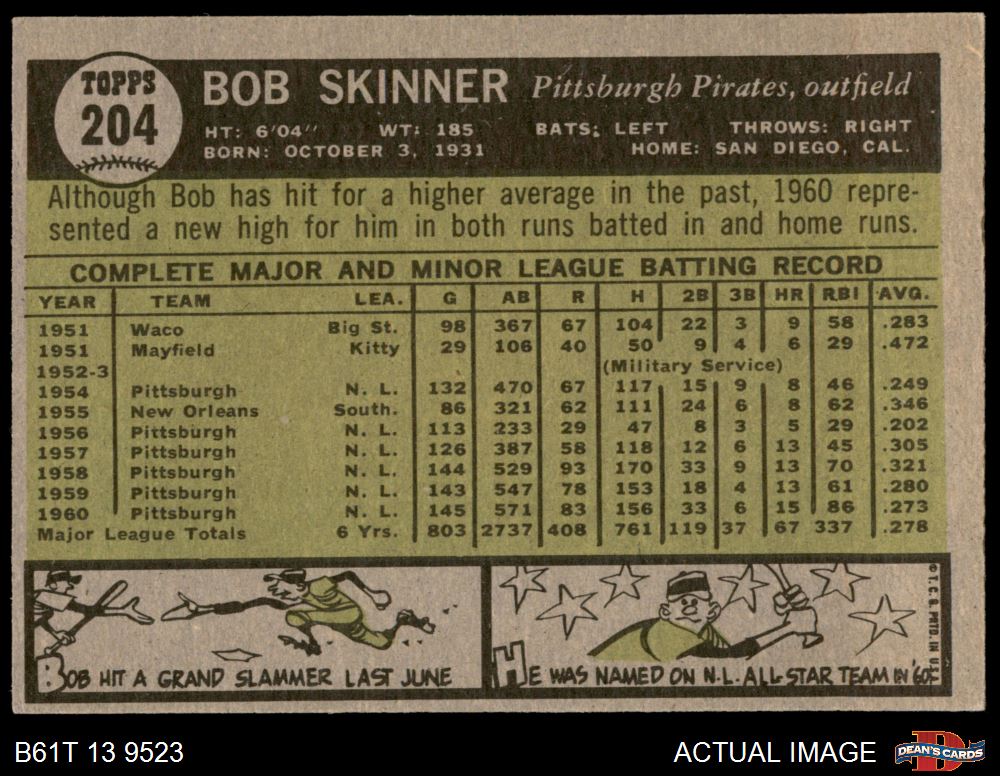 TOPPS
204
BOB SKINNER Pittsburgh Pirates, outfield
HT: 6'04" WT: 185 BATS: LEFT THROWS: RIGHT
BORN: OCTOBER 3, 1931 HOME: SAN DIEGO, CAL.
Although Bob has hit for a higher average in the past, 1960 repre-
sented a new high for him in both runs batted in and home runs.
COMPLETE MAJOR AND MINOR LEAGUE BATTING RECORD
YEAR TEAM LEA. G AB R H 2B 3B HR RBI AVG.
1951 Waco Big St. 98 367 67 104 22 3 9 58 .283
1951 Mayfield Kitty 29 106 40 50 9 4 6 29 .472
1952-3 (Military Service)
1954 Pittsburgh N. L. 132 470 67 117 15 9 8 46 .249
1955 New Orleans South. 86 321 62 111 24 6 8 62 .346
1956 Pittsburgh N. L. 113 233 29 47 8 3 5 29 .202
1957 Pittsburgh N. L. 126 387 58 118 12 6 13 45 .305
1958 Pittsburgh N. L. 144 529 93 170 33 9 13 70 .321
1959 Pittsburgh N. L. 143 547 78 153 18 4 13 61 .280
1960 Pittsburgh N. L. 145 571 83 156 33 6 15 86 .273
Major League Totals 6 Yrs. 803 2737 408 761 119 37 67 337 .278
BOB HIT A GRAND SLAMMER LAST JUNE
HE WAS NAMED ON N.L. ALL-STAR TEAM IN '60!
© T. C. G. PRTD. IN U.S.
B61T 13 9523
ACTUAL IMAGE
DEAN'S CARDS